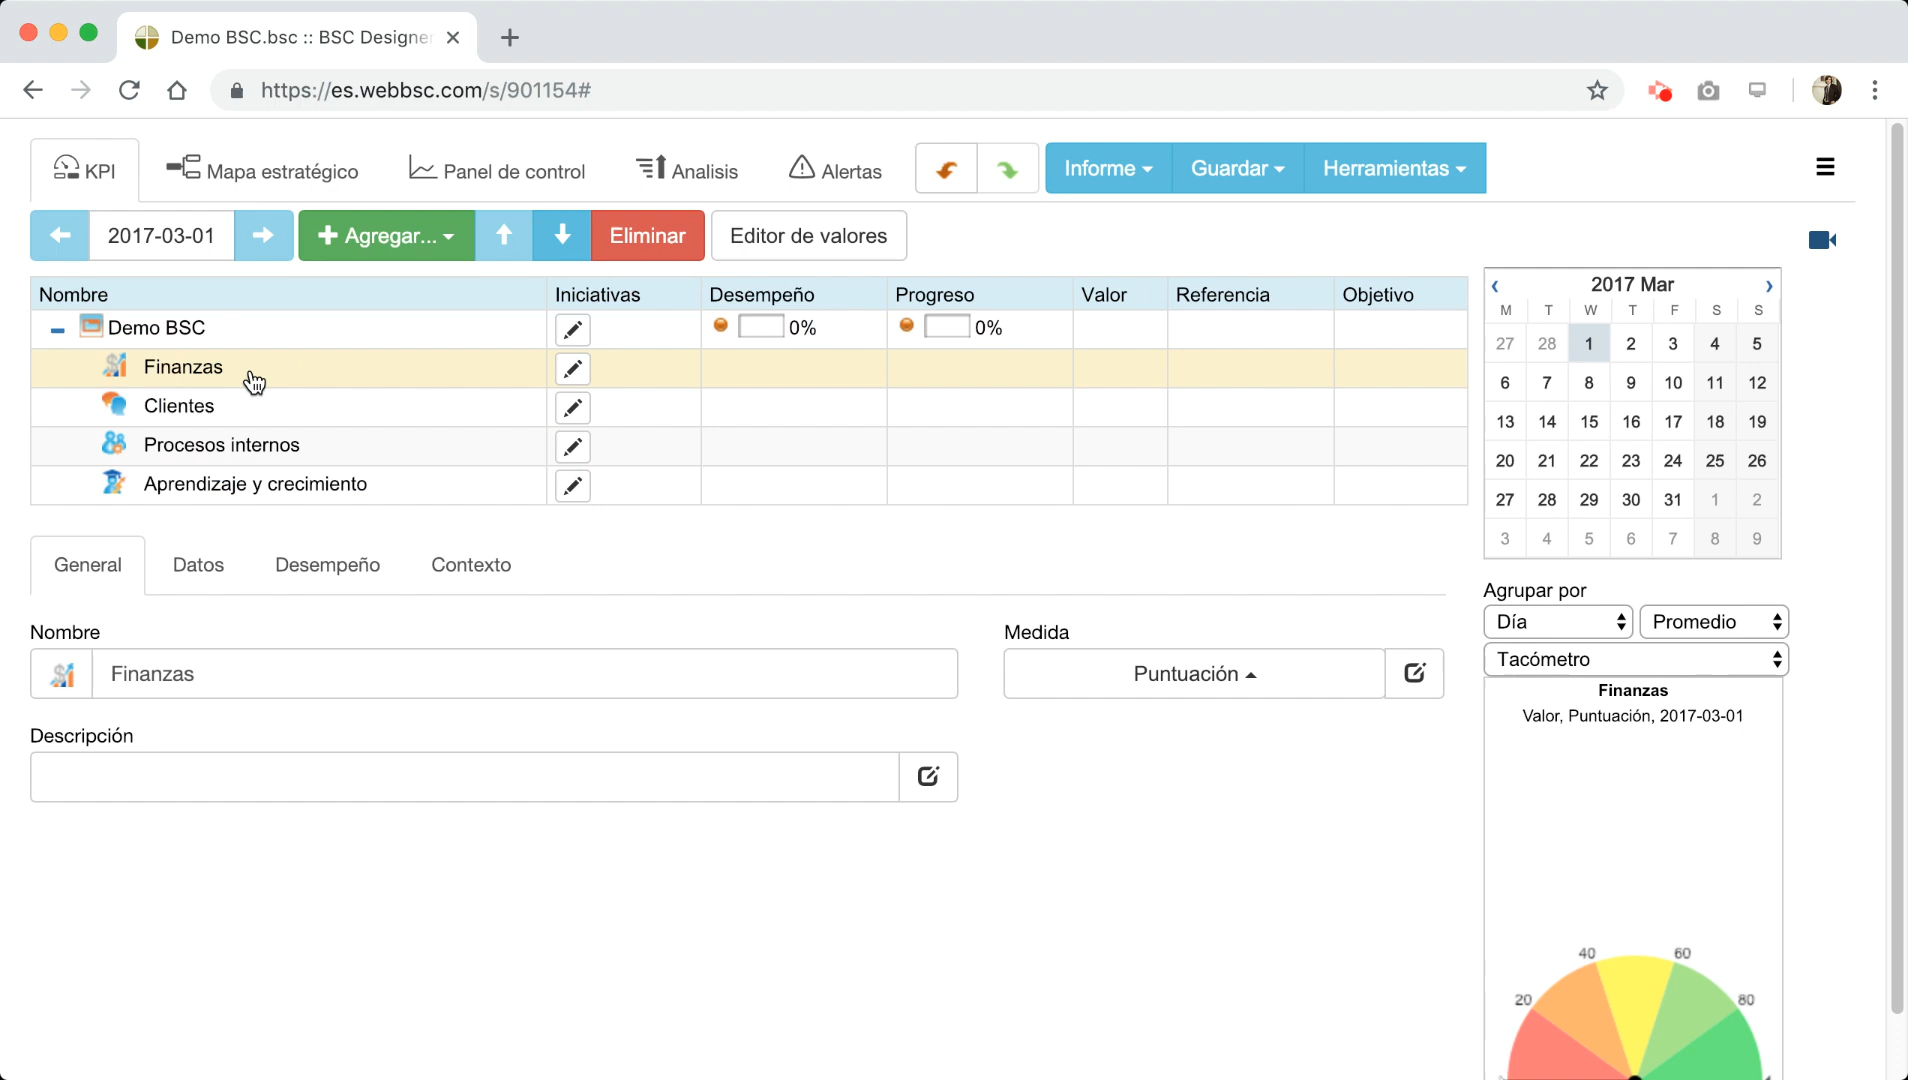 Demo BSC.bsc :: BSC Designer
https://es.webbsc.com/s/901154#
KPI Mapa estratégico Panel de control Analisis Alertas Informe Guardar Herramientas
2017-03-01 Agregar... Eliminar Editor de valores
Nombre Iniciativas Desempeño Progreso Valor Referencia Objetivo
Demo BSC 0% 0%
Finanzas
Clientes
Procesos internos
Aprendizaje y crecimiento
2017 Mar
M T W T F S S
27 28 1 2 3 4 5
6 7 8 9 10 11 12
13 14 15 16 17 18 19
20 21 22 23 24 25 26
27 28 29 30 31 1 2
3 4 5 6 7 8 9
General Datos Desempeño Contexto
Nombre
Finanzas
Medida
Puntuación
Descripción
Agrupar por
Día Promedio
Tacómetro
Finanzas
Valor, Puntuación, 2017-03-01
40 60
20 80